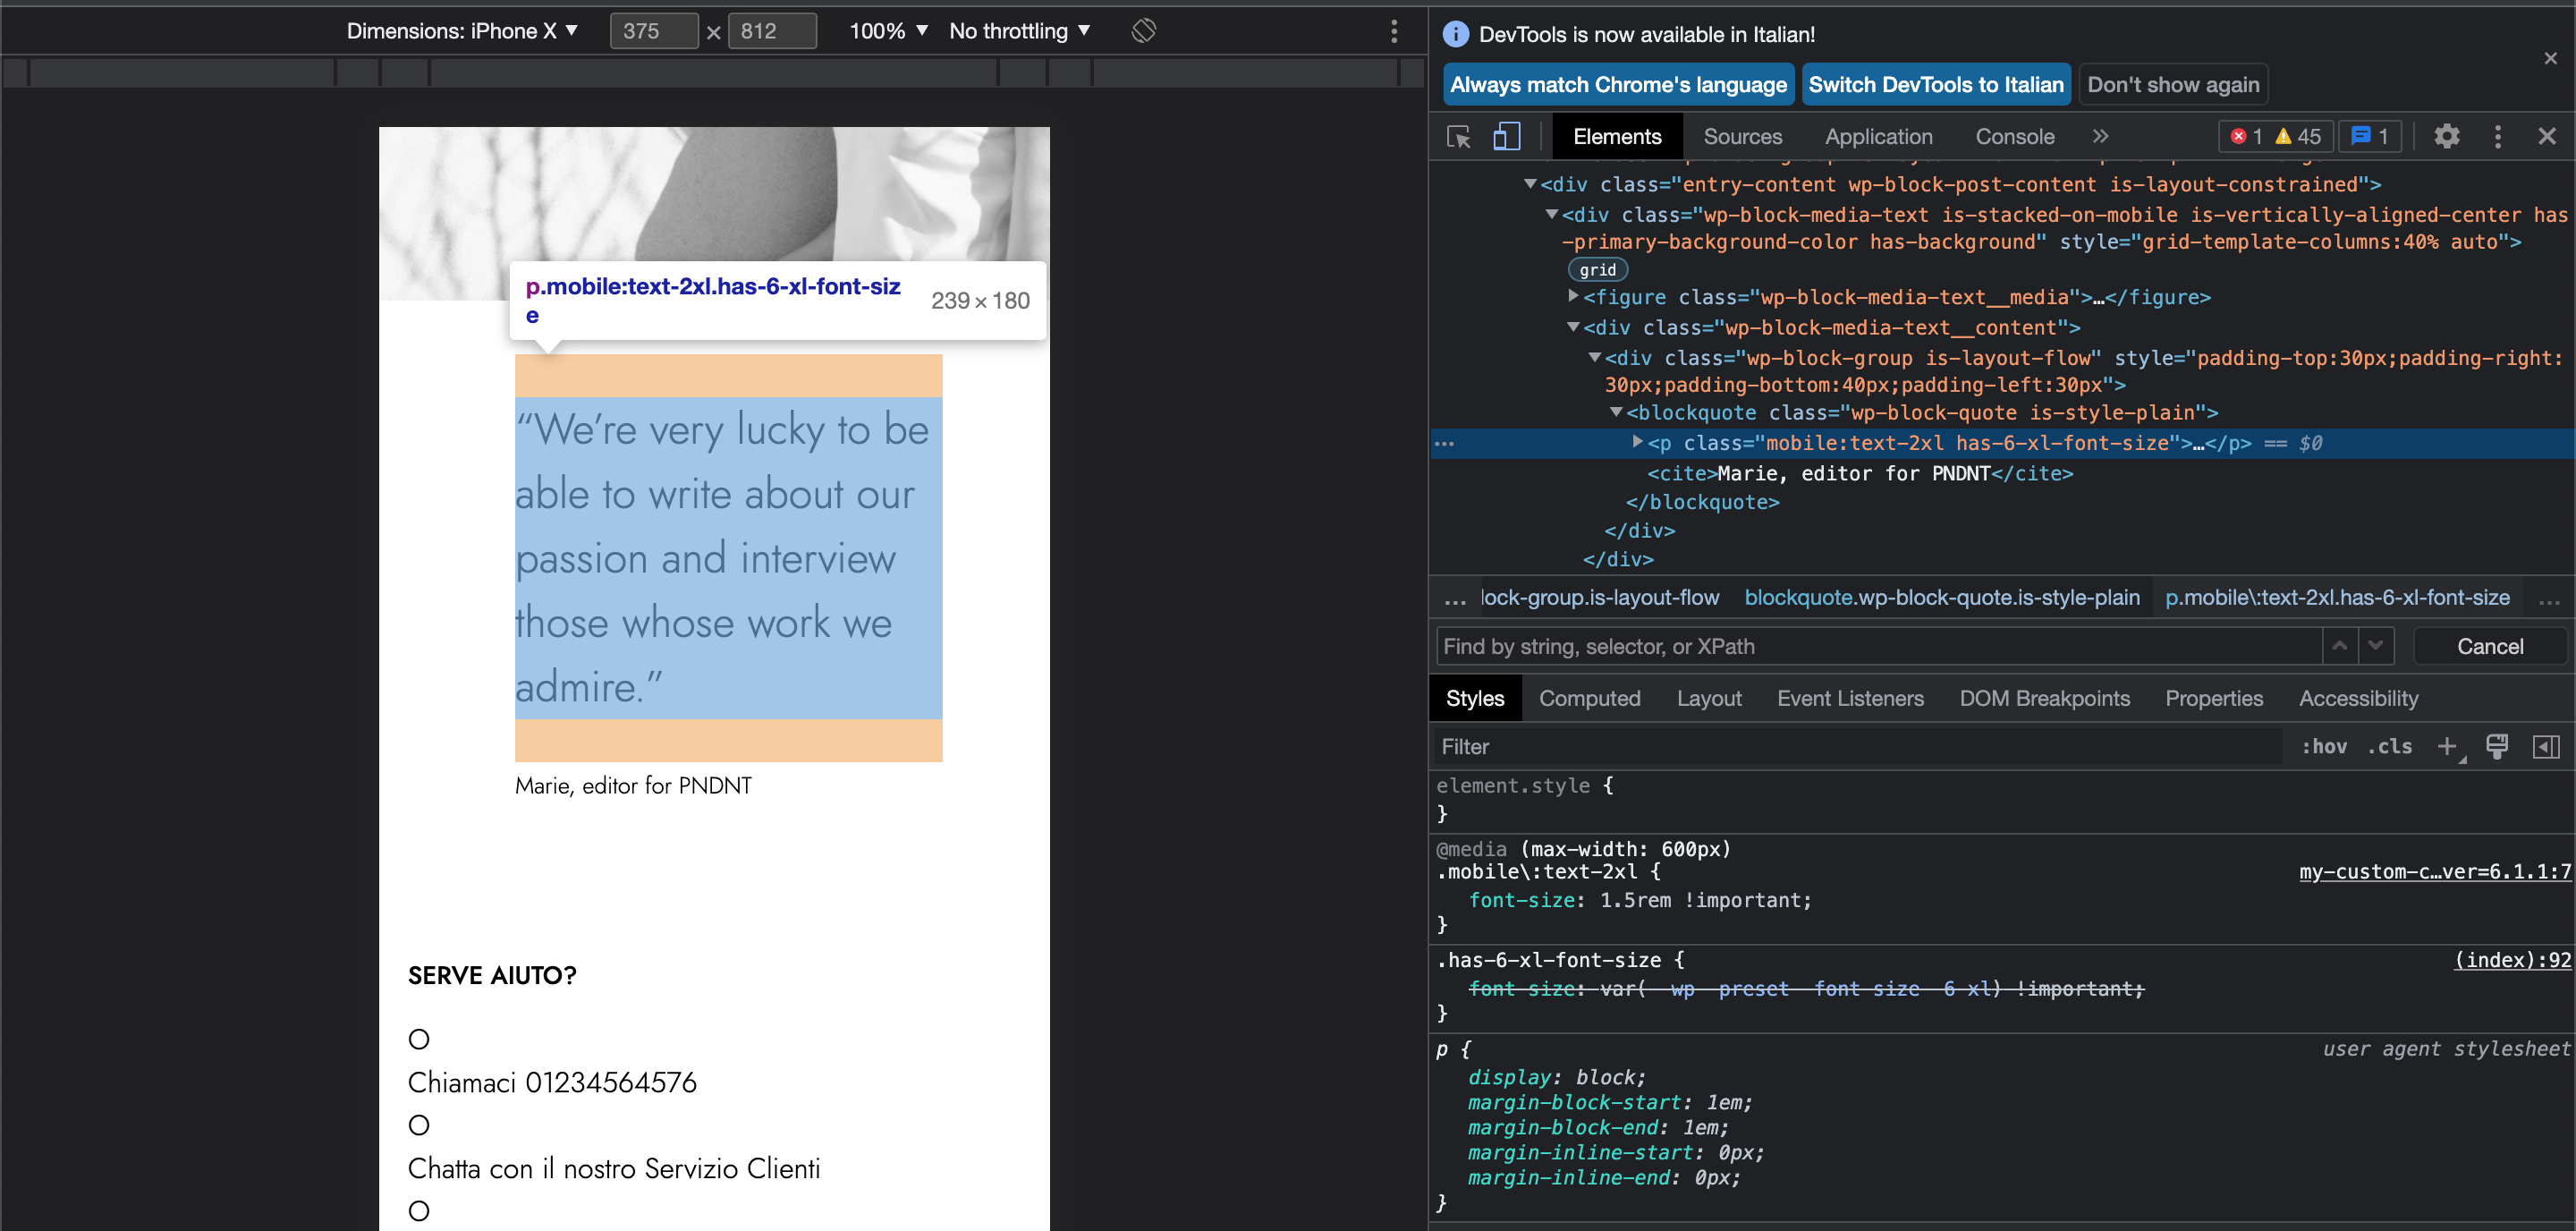 Dimensions: iPhone X ▼ 375 × 812 100% ▼ No throttling ▼
p.mobile:text-2xl.has-6-xl-font-siz
e
239 × 180
“We’re very lucky to be
able to write about our
passion and interview
those whose work we
admire.”
Marie, editor for PNDNT
SERVE AIUTO?
Chiamaci 01234564576
Chatta con il nostro Servizio Clienti
DevTools is now available in Italian!
Always match Chrome's language Switch DevTools to Italian Don't show again
Elements Sources Application Console » 1 45 1
<div class="entry-content wp-block-post-content is-layout-constrained">
<div class="wp-block-media-text is-stacked-on-mobile is-vertically-aligned-center has
-primary-background-color has-background" style="grid-template-columns:40% auto">
grid
<figure class="wp-block-media-text__media">…</figure>
<div class="wp-block-media-text__content">
<div class="wp-block-group is-layout-flow" style="padding-top:30px;padding-right:
30px;padding-bottom:40px;padding-left:30px">
<blockquote class="wp-block-quote is-style-plain">
<p class="mobile:text-2xl has-6-xl-font-size">…</p> == $0
<cite>Marie, editor for PNDNT</cite>
</blockquote>
</div>
</div>
… lock-group.is-layout-flow blockquote.wp-block-quote.is-style-plain p.mobile\:text-2xl.has-6-xl-font-size …
Find by string, selector, or XPath Cancel
Styles Computed Layout Event Listeners DOM Breakpoints Properties Accessibility
Filter :hov .cls +
element.style {
}
@media (max-width: 600px)
.mobile\:text-2xl { my-custom-c…ver=6.1.1:7
font-size: 1.5rem !important;
}
.has-6-xl-font-size { (index):92
font-size: var(--wp--preset--font-size--6-xl) !important;
}
p { user agent stylesheet
display: block;
margin-block-start: 1em;
margin-block-end: 1em;
margin-inline-start: 0px;
margin-inline-end: 0px;
}